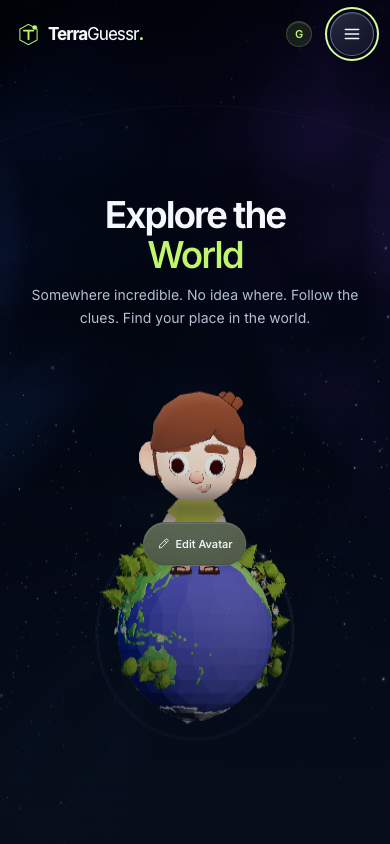 TerraGuessr.
G
Explore the
World
Somewhere incredible. No idea where. Follow the
clues. Find your place in the world.
Edit Avatar